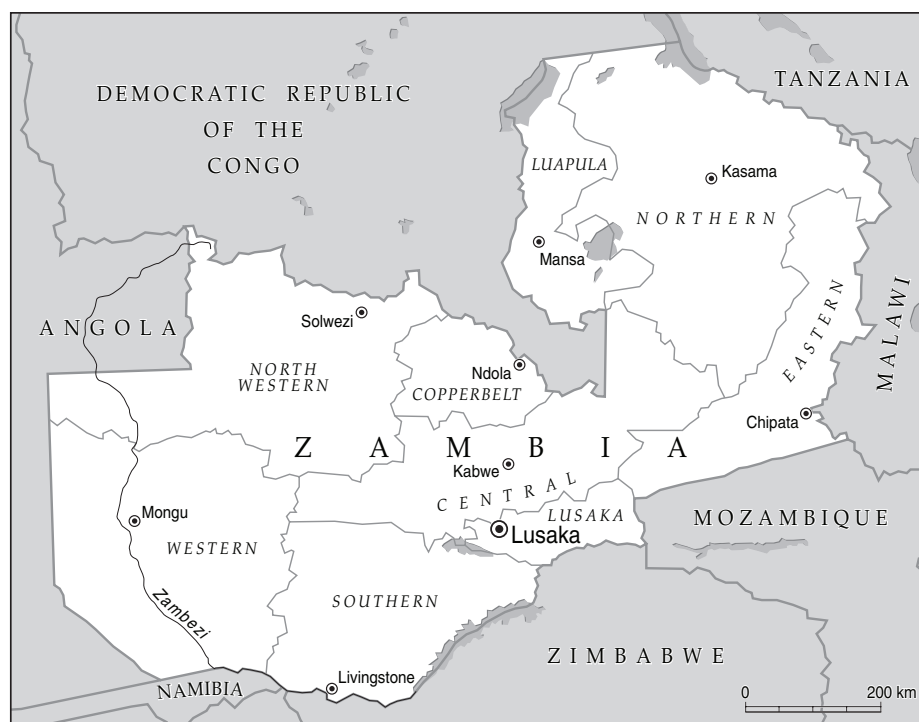 DEMOCRATIC REPUBLIC
OF THE
CONGO
TANZANIA
LUAPULA
Kasama
NORTHERN
Mansa
ANGOLA
Solwezi
EASTERN
MALAWI
NORTH
WESTERN
Ndola
COPPERBELT
Chipata
ZAMBIA
Kabwe
CENTRAL
Mongu
LUSAKA
Lusaka
MOZAMBIQUE
WESTERN
Zambezi
SOUTHERN
ZIMBABWE
Livingstone
NAMIBIA
0 200 km